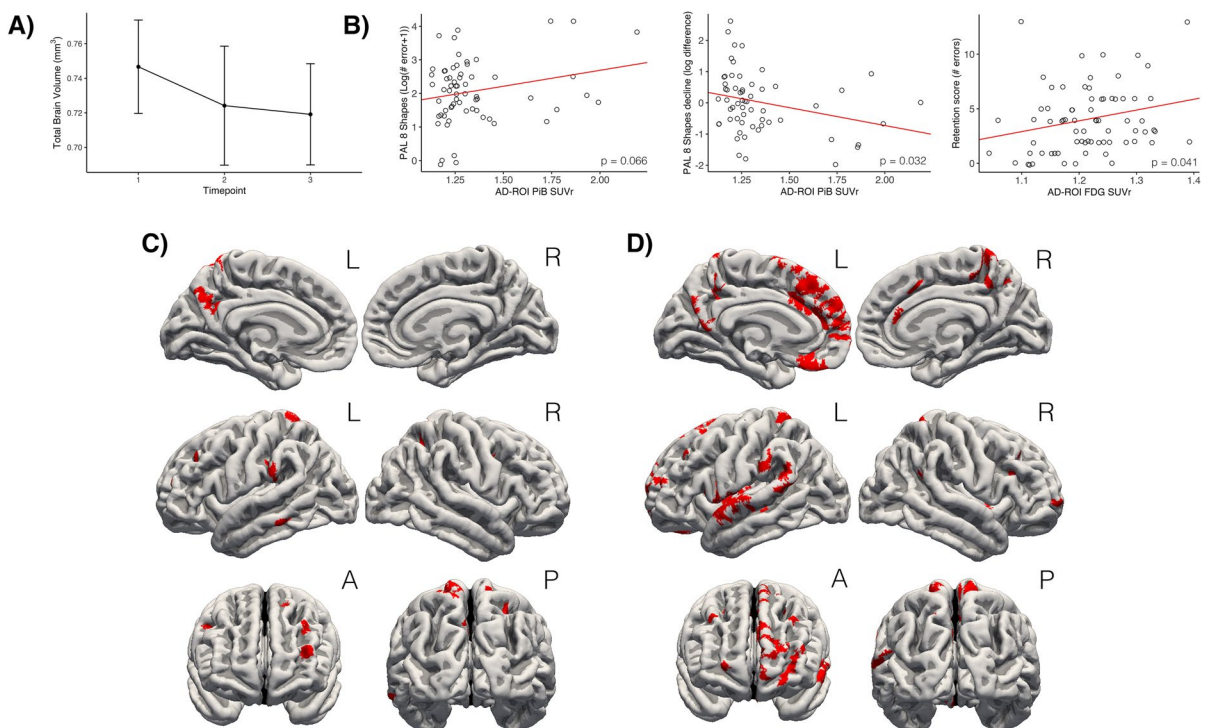 A)
Total Brain Volume (mm³)
0.76
0.74
0.72
0.70
1
2
3
Timepoint
B)
PAL 8 Shapes (Log(# error+1))
4
3
2
1
0
p = 0.066
1.25
1.50
1.75
2.00
AD-ROI PiB SUVr
PAL 8 Shapes decline (log difference)
2
1
0
-1
-2
p = 0.032
1.25
1.50
1.75
2.00
AD-ROI PiB SUVr
Retention score (# errors)
10
5
0
p = 0.041
1.1
1.2
1.3
1.4
AD-ROI FDG SUVr
C)
L
R
L
R
A
P
D)
L
R
L
R
A
P